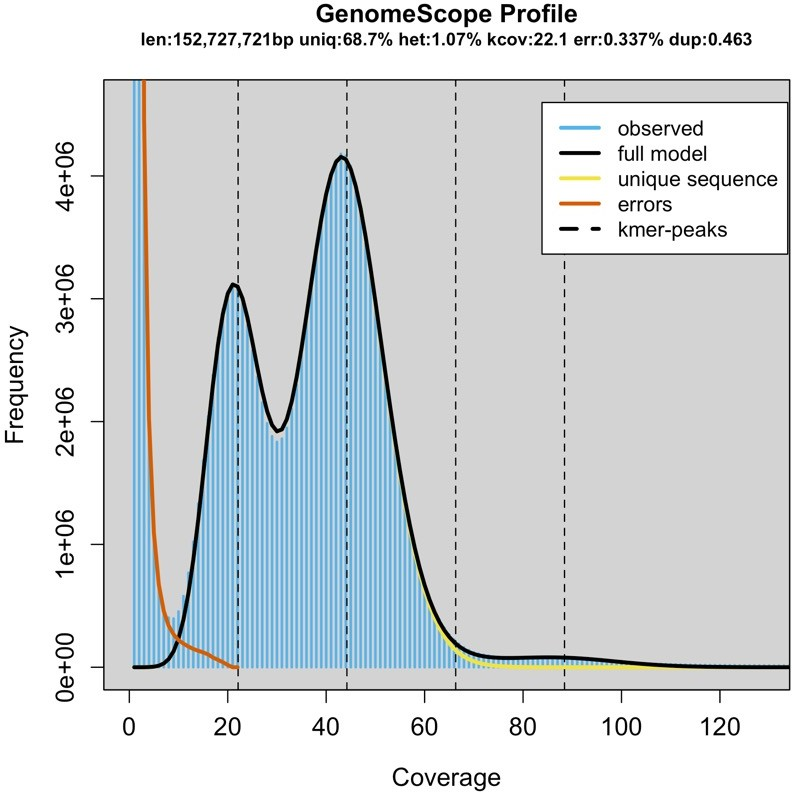 GenomeScope Profile
len:152,727,721bp uniq:68.7% het:1.07% kcov:22.1 err:0.337% dup:0.463
observed
full model
unique sequence
errors
kmer-peaks
Frequency
4e+06
3e+06
2e+06
1e+06
0e+00
0 20 40 60 80 100 120
Coverage